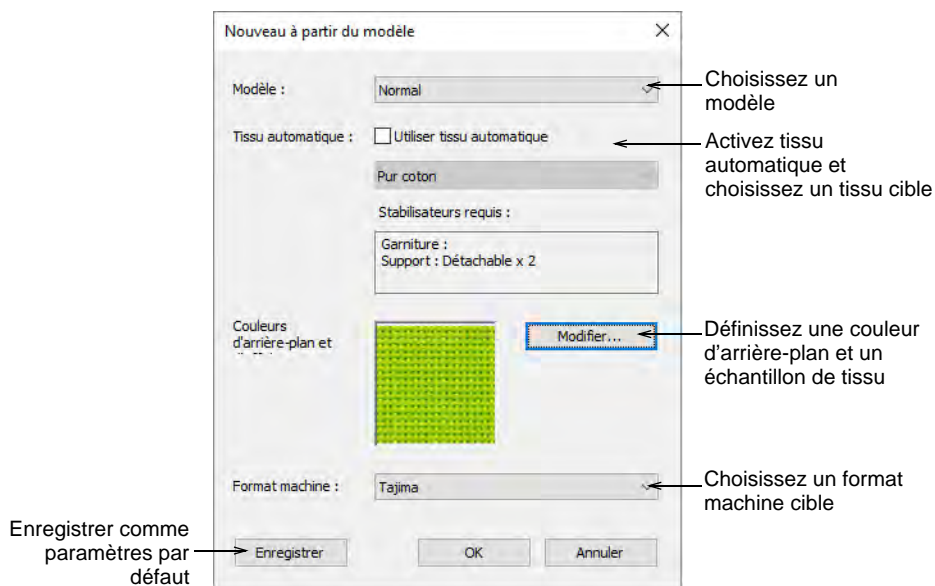 Nouveau à partir du modèle
Modèle :
Normal
Choisissez un
modèle
Tissu automatique :
Utiliser tissu automatique
Activez tissu
automatique et
choisissez un tissu cible
Pur coton
Stabilisateurs requis :
Garniture :
Support : Détachable x 2
Couleurs
d'arrière-plan et
Modifier...
Définissez une couleur
d'arrière-plan et un
échantillon de tissu
Format machine :
Tajima
Choisissez un format
machine cible
Enregistrer comme
paramètres par
défaut
Enregistrer
OK
Annuler